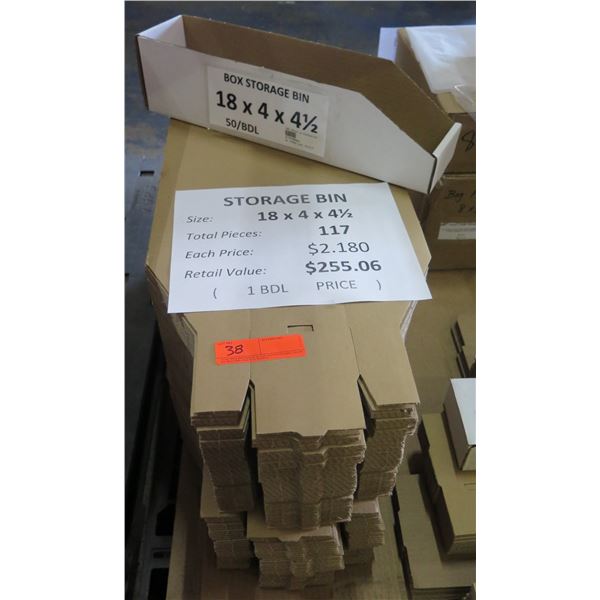 BOX STORAGE BIN
18 x 4 x 4½
50/BDL
STORAGE BIN
Size: 18 x 4 x 4½
Total Pieces: 117
Each Price: $2.180
Retail Value: $255.06
( 1 BDL PRICE )
38